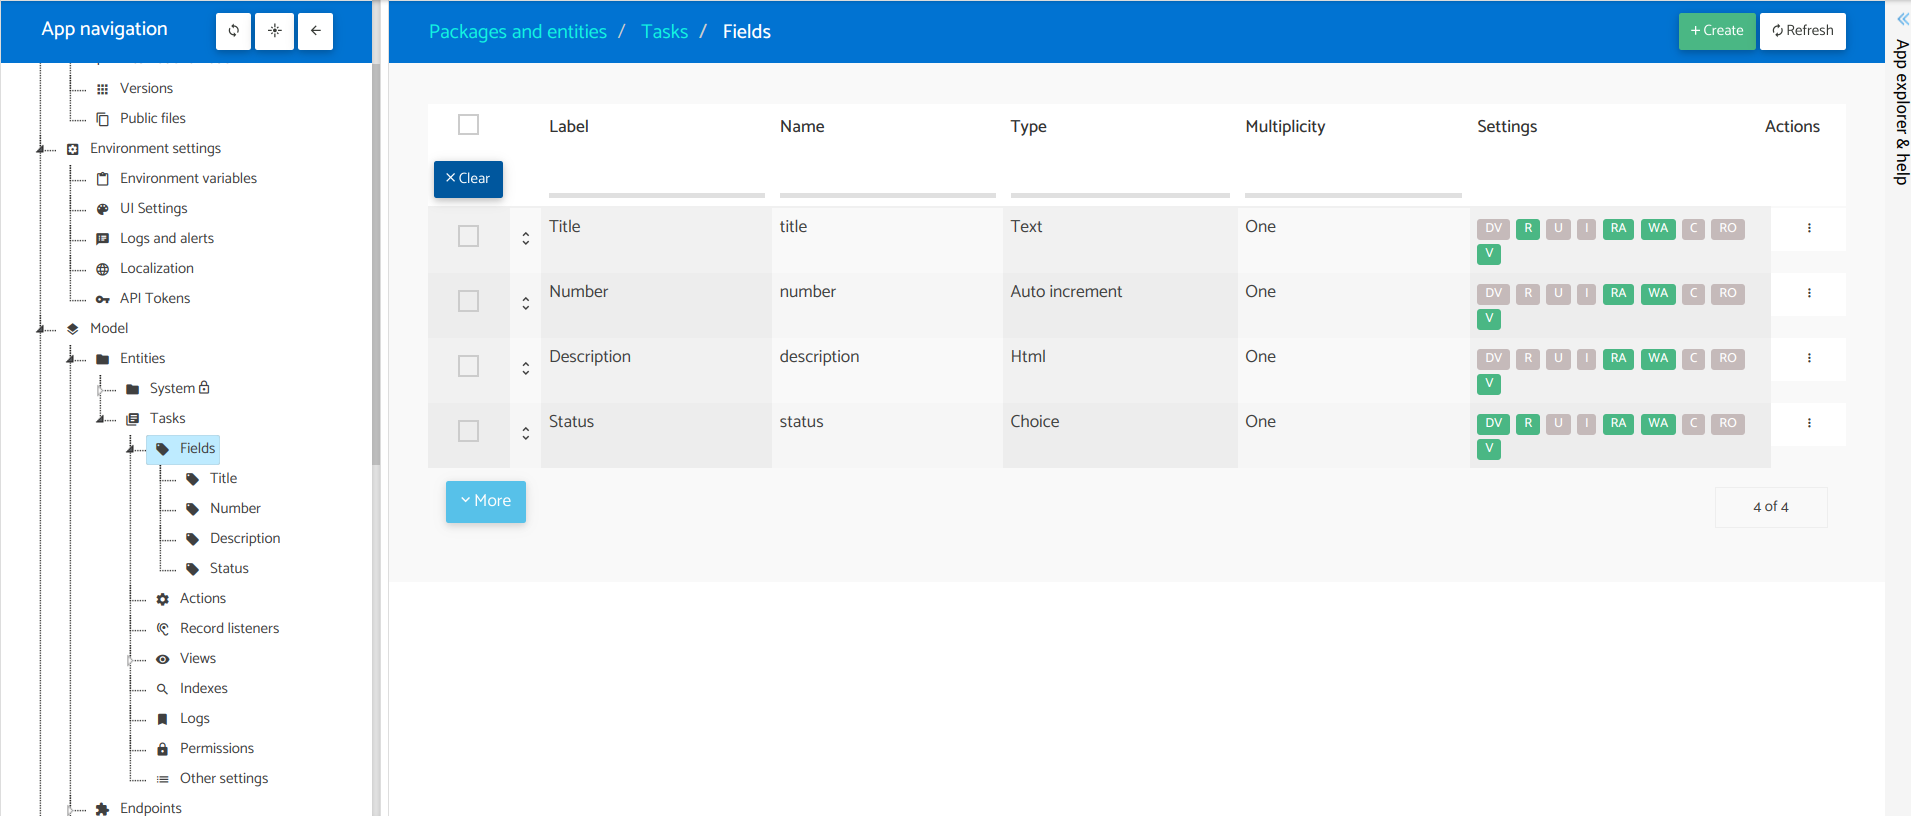 App navigation
Packages and entities / Tasks / Fields
+ Create
Refresh
App explorer & help
Versions
Public files
Environment settings
Environment variables
UI Settings
Logs and alerts
Localization
API Tokens
Model
Entities
System
Tasks
Fields
Title
Number
Description
Status
Actions
Record listeners
Views
Indexes
Logs
Permissions
Other settings
Endpoints
Label Name Type Multiplicity Settings Actions
× Clear
Title title Text One DV R U I RA WA C RO
V
Number number Auto increment One DV R U I RA WA C RO
V
Description description Html One DV R U I RA WA C RO
V
Status status Choice One DV R U I RA WA C RO
V
More
4 of 4